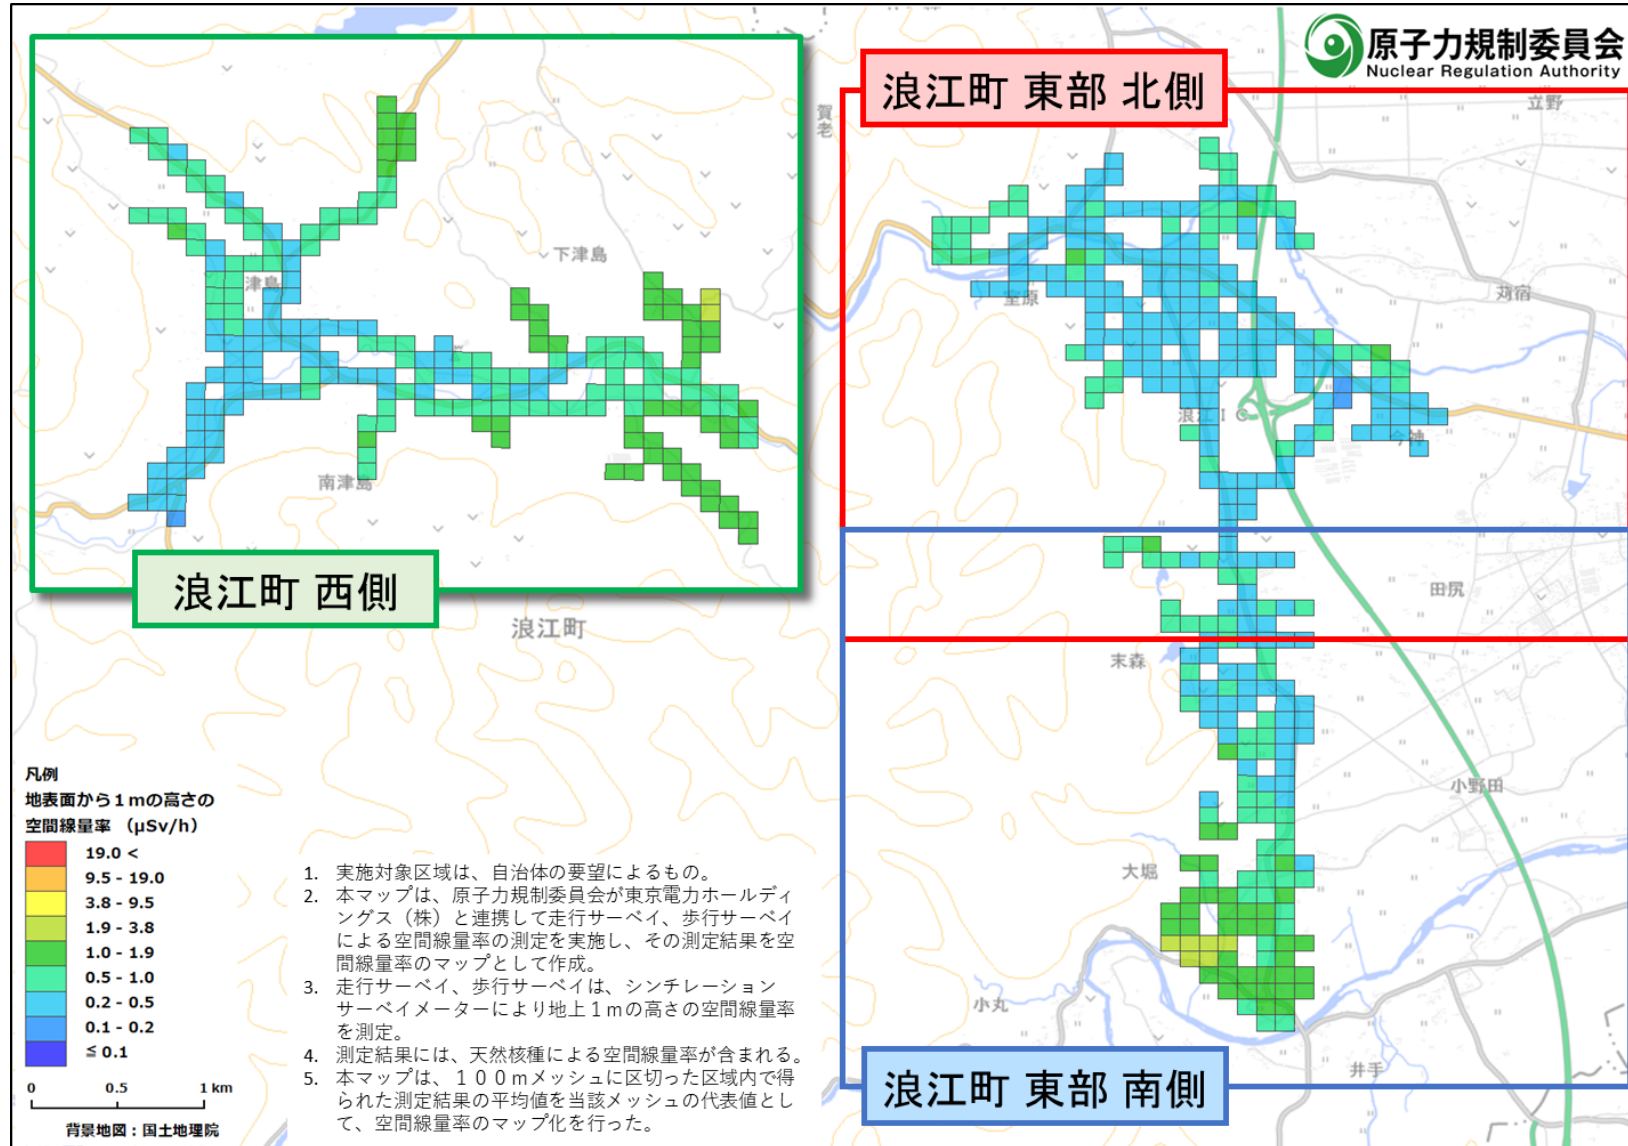 原子力規制委員会
Nuclear Regulation Authority
浪江町 東部 北側
立野
賀老
下津島
津島
室原
苅宿
浪江IC
今神
南津島
浪江町 西側
浪江町
田尻
末森
小野田
大堀
小丸
井手
浪江町 東部 南側
凡例
地表面から1mの高さの
空間線量率 (μSv/h)
19.0 <
9.5 - 19.0
3.8 - 9.5
1.9 - 3.8
1.0 - 1.9
0.5 - 1.0
0.2 - 0.5
0.1 - 0.2
≦ 0.1
0 0.5 1 km
背景地図：国土地理院
1. 実施対象区域は、自治体の要望によるもの。
2. 本マップは、原子力規制委員会が東京電力ホールディ
ングス（株）と連携して走行サーベイ、歩行サーベイ
による空間線量率の測定を実施し、その測定結果を空
間線量率のマップとして作成。
3. 走行サーベイ、歩行サーベイは、シンチレーション
サーベイメーターにより地上１mの高さの空間線量率
を測定。
4. 測定結果には、天然核種による空間線量率が含まれる。
5. 本マップは、１００mメッシュに区切った区域内で得
られた測定結果の平均値を当該メッシュの代表値とし
て、空間線量率のマップ化を行った。